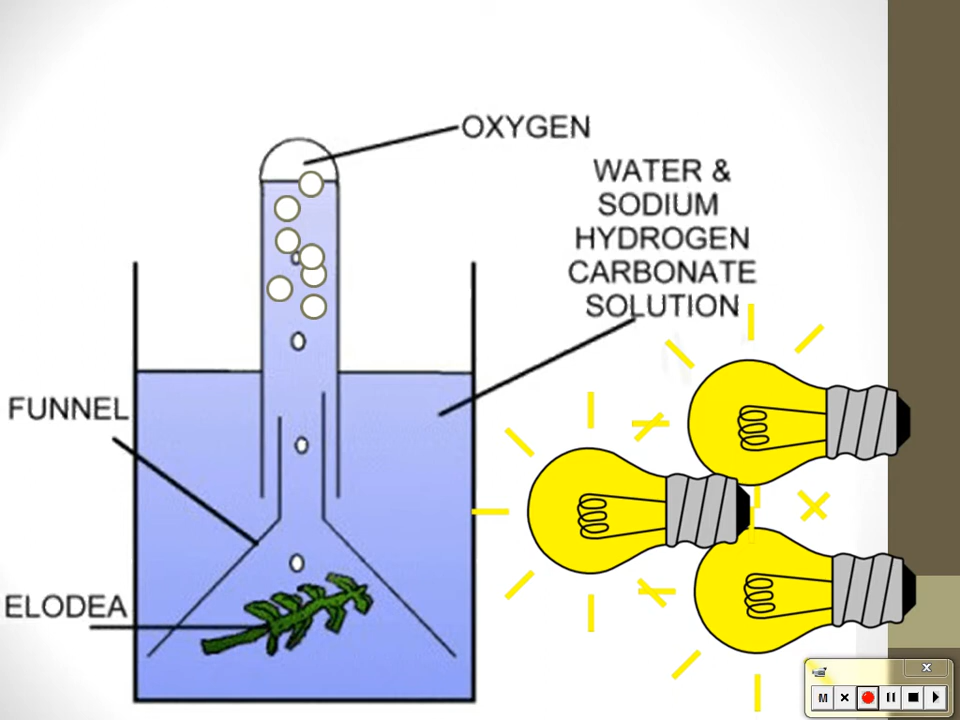 OXYGEN
WATER &
SODIUM
HYDROGEN
CARBONATE
SOLUTION
FUNNEL
ELODEA
M